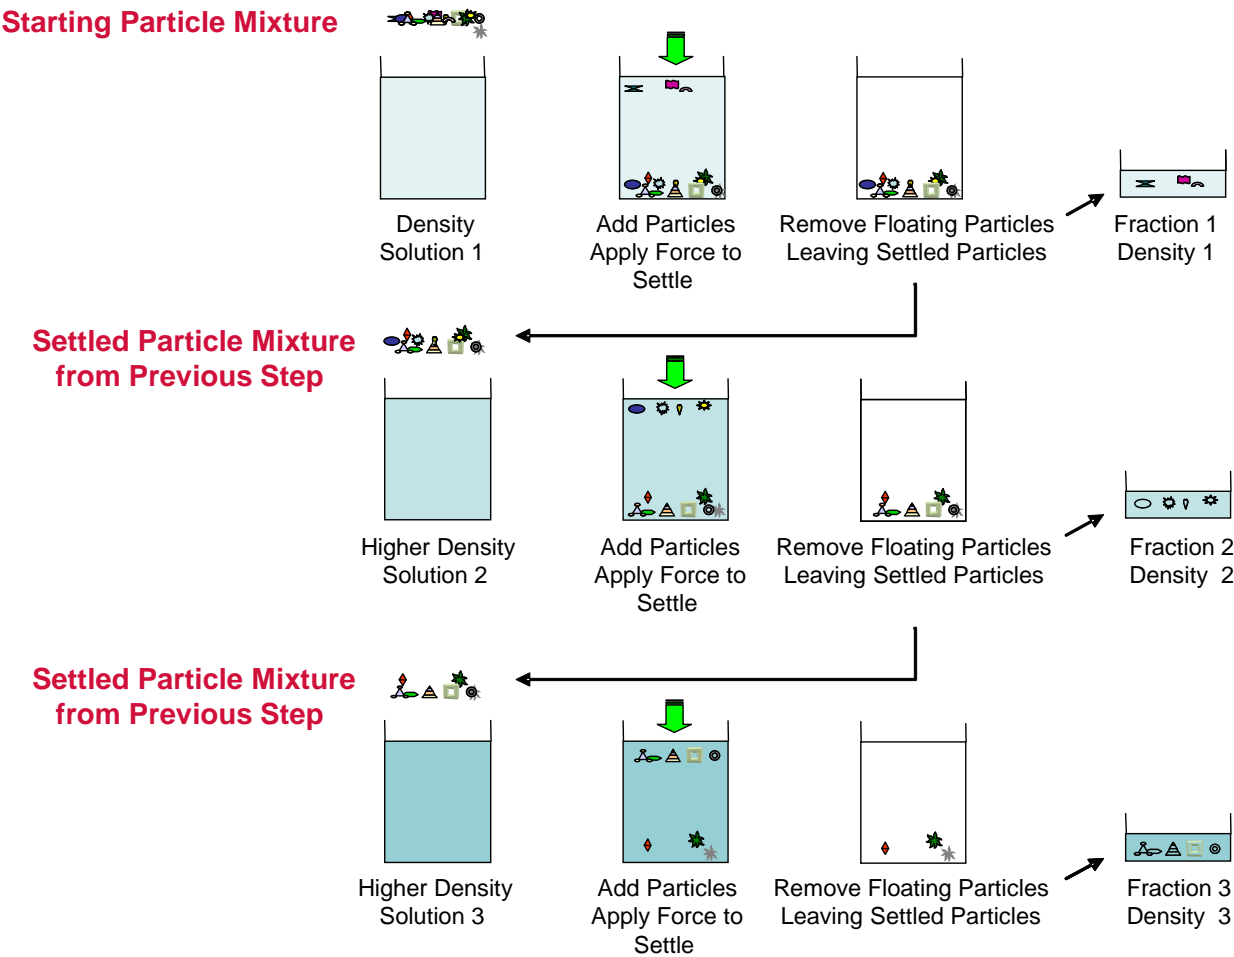 Starting Particle Mixture
Density
Solution 1
Add Particles
Apply Force to
Settle
Remove Floating Particles
Leaving Settled Particles
Fraction 1
Density 1
Settled Particle Mixture
from Previous Step
Higher Density
Solution 2
Add Particles
Apply Force to
Settle
Remove Floating Particles
Leaving Settled Particles
Fraction 2
Density 2
Settled Particle Mixture
from Previous Step
Higher Density
Solution 3
Add Particles
Apply Force to
Settle
Remove Floating Particles
Leaving Settled Particles
Fraction 3
Density 3